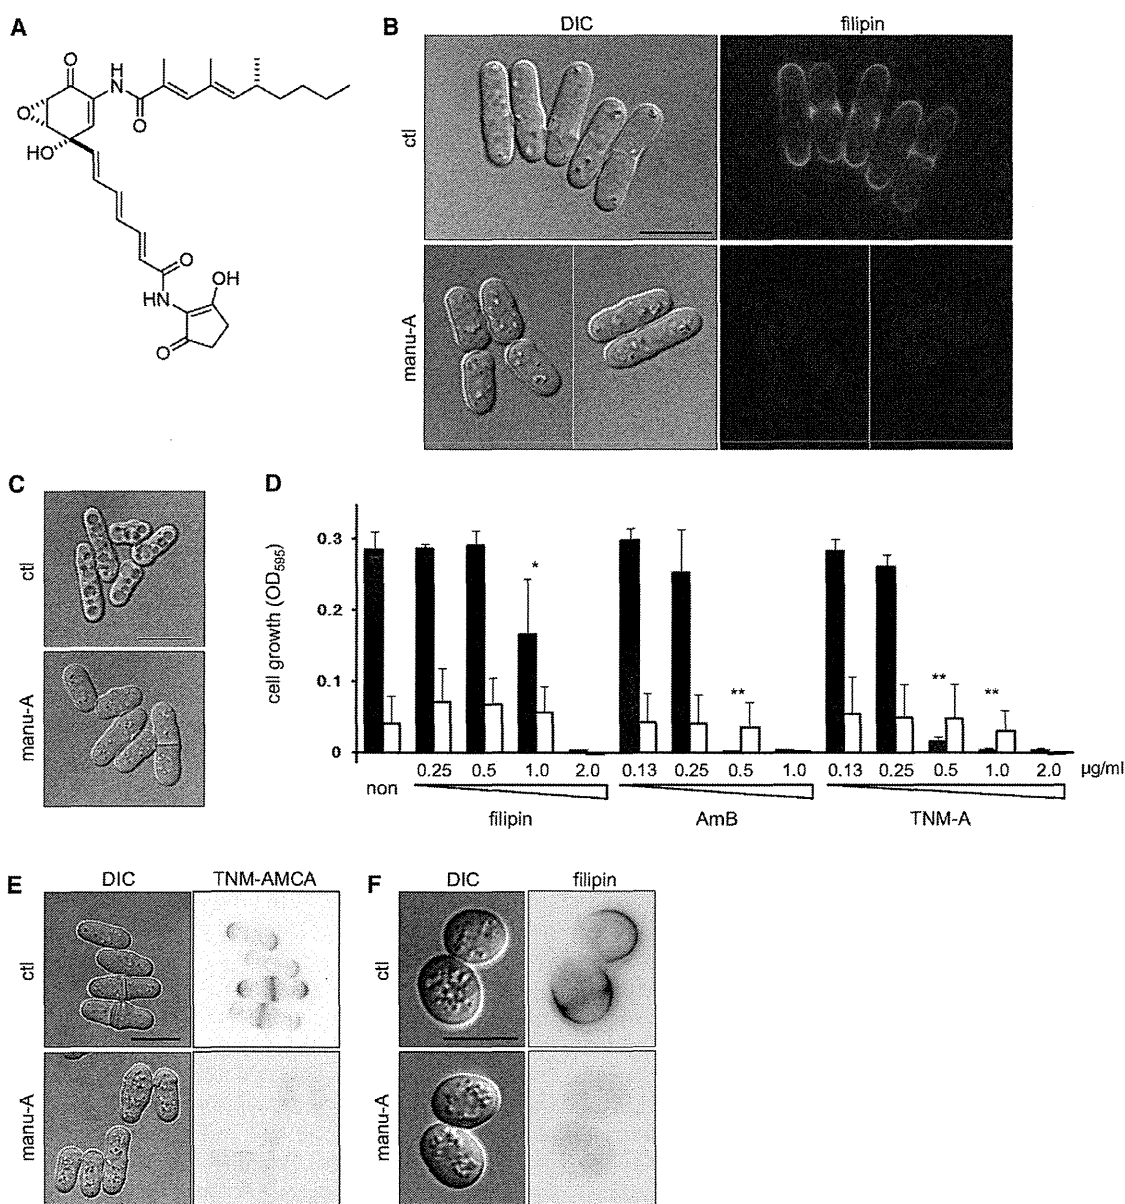 A
O
H
N
O
O
HO
O
HN
OH
O
B
DIC
filipin
ctl
manu-A
C
ctl
manu-A
D
cell growth (OD595)
0.3
0.2
0.1
0
*
**
**
**
non
0.25
0.5
1.0
2.0
0.13
0.25
0.5
1.0
0.13
0.25
0.5
1.0
2.0
µg/ml
filipin
AmB
TNM-A
E
DIC
TNM-AMCA
ctl
manu-A
F
DIC
filipin
ctl
manu-A